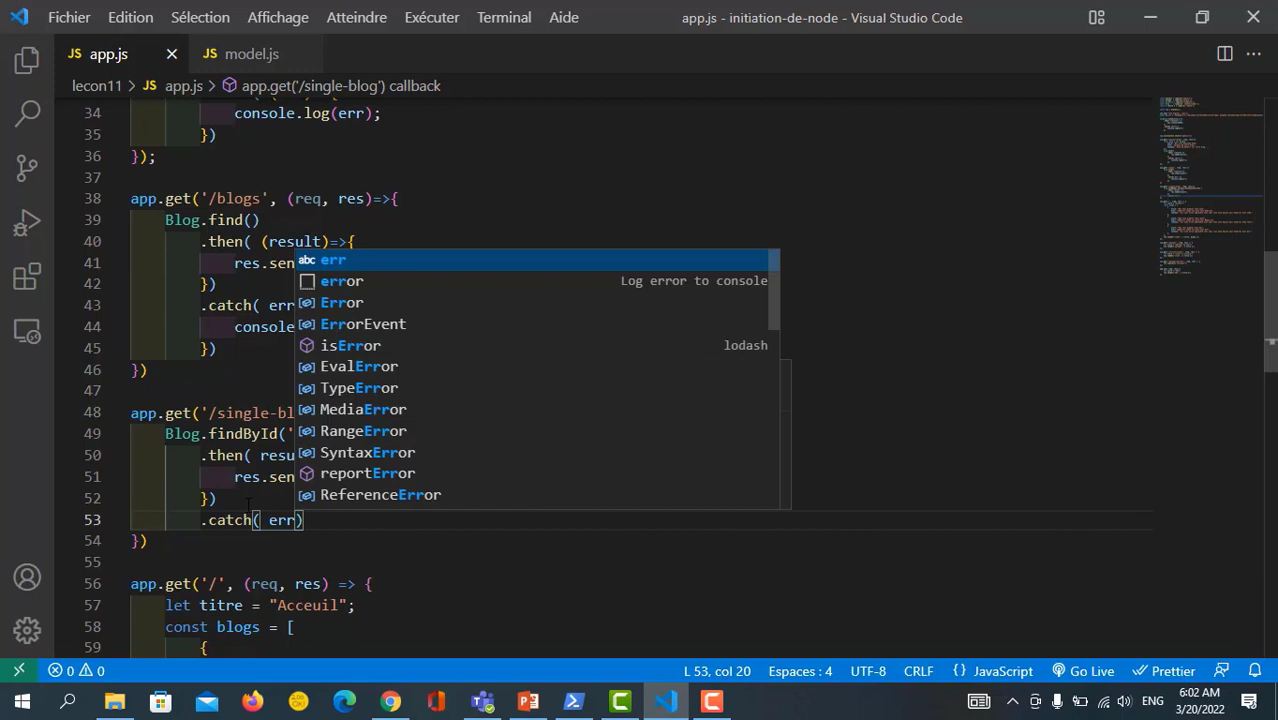 Fichier Edition Sélection Affichage Atteindre Exécuter Terminal Aide app.js - initiation-de-node - Visual Studio Code
JS app.js JS model.js
lecon11 > JS app.js > app.get('/single-blog') callback
34 console.log(err);
35 })
36 });
37
38 app.get('/blogs', (req, res)=>{
39 Blog.find()
40 .then( (result)=>{
41 res.sen
42 })
43 .catch( err
44 console
45 })
46 })
47
48 app.get('/single-bl
49 Blog.findById('
50 .then( resu
51 res.sen
52 })
53 .catch( err)
54 })
55
56 app.get('/', (req, res) => {
57 let titre = "Acceuil";
58 const blogs = [
59 {
abc err
error Log error to console
Error
ErrorEvent
isError lodash
EvalError
TypeError
MediaError
RangeError
SyntaxError
reportError
ReferenceError
0 0 L 53, col 20 Espaces : 4 UTF-8 CRLF {} JavaScript Go Live Prettier
ENG 6:02 AM 3/20/2022